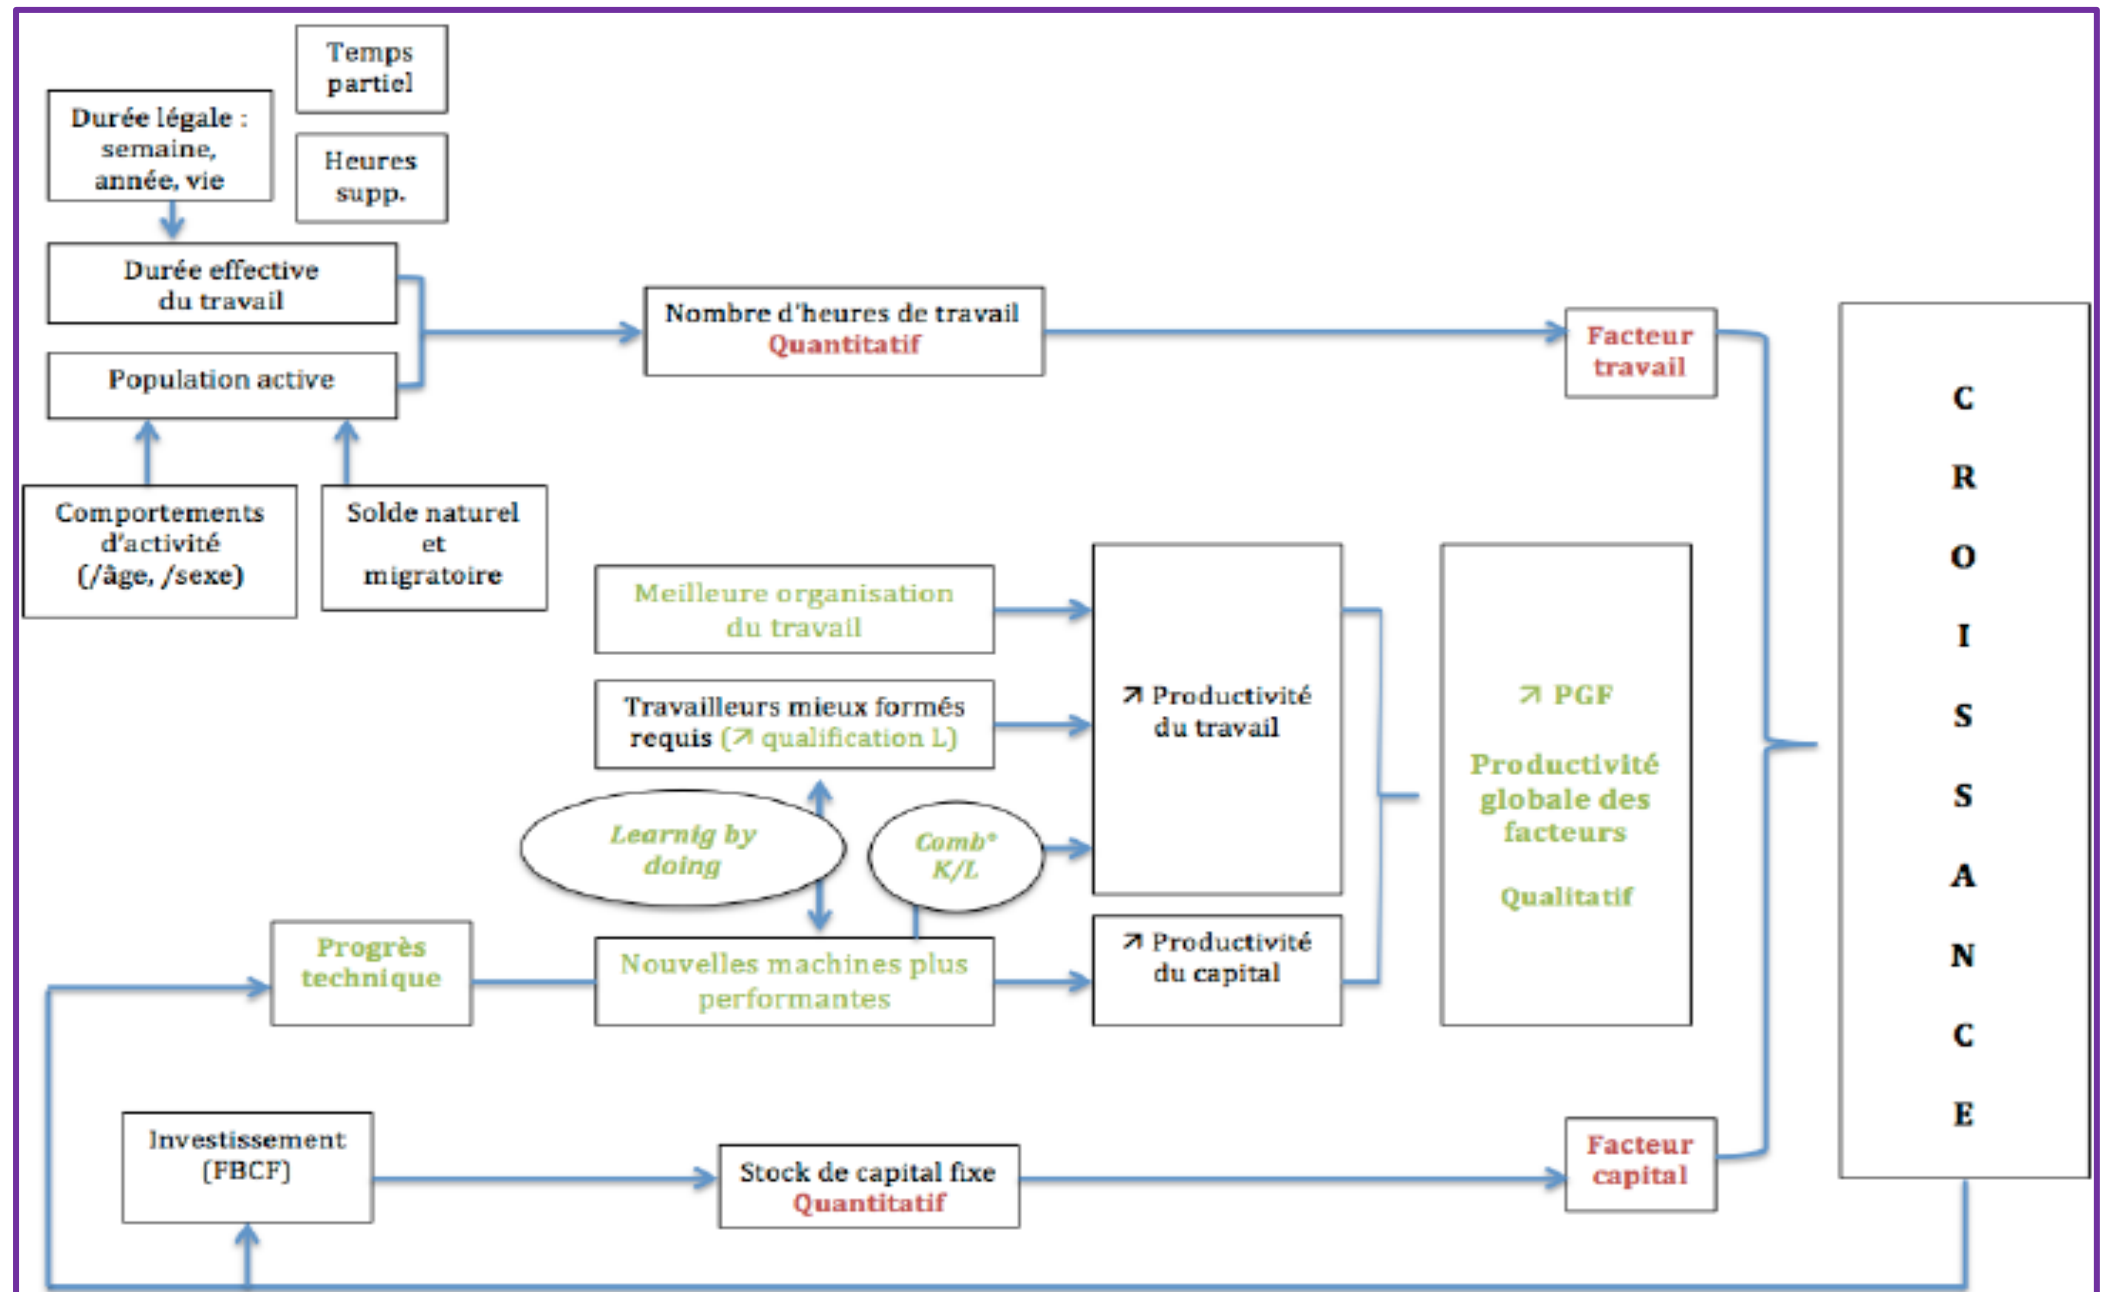 Temps
partiel
Durée légale :
semaine,
année, vie
Heures
supp.
Durée effective
du travail
Population active
Nombre d'heures de travail
Quantitatif
Facteur
travail
Comportements
d'activité
(/âge, /sexe)
Solde naturel
et
migratoire
Meilleure organisation
du travail
Travailleurs mieux formés
requis (↗ qualification L)
Learnig by
doing
Comb°
K/L
↗ Productivité
du travail
↗ PGF
Productivité
globale des
facteurs
Qualitatif
Progrès
technique
Nouvelles machines plus
performantes
↗ Productivité
du capital
Investissement
(FBCF)
Stock de capital fixe
Quantitatif
Facteur
capital
C
R
O
I
S
S
A
N
C
E